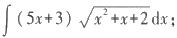 ∫ (5x+3) √(x²+x+2) dx;